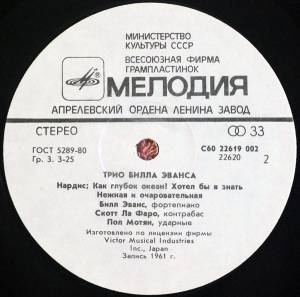 МИНИСТЕРСТВО
КУЛЬТУРЫ СССР
ВСЕСОЮЗНАЯ ФИРМА
ГРАМПЛАСТИНОК
МЕЛОДИЯ
АПРЕЛЕВСКИЙ ОРДЕНА ЛЕНИНА ЗАВОД
СТЕРЕО 33
ГОСТ 5289-80 С60 22619 002
Гр. 3. 3-25 22620 2
ТРИО БИЛЛА ЭВАНСА
Нардис; Как глубок океан! Хотел бы я знать
Нежная и очаровательная
Билл Эванс, фортепиано
Скотт Ла Фаро, контрабас
Пол Мотян, ударные
Изготовлено по лицензии фирмы
Victor Musical Industries
Inc., Japan
Запись 1961 г.